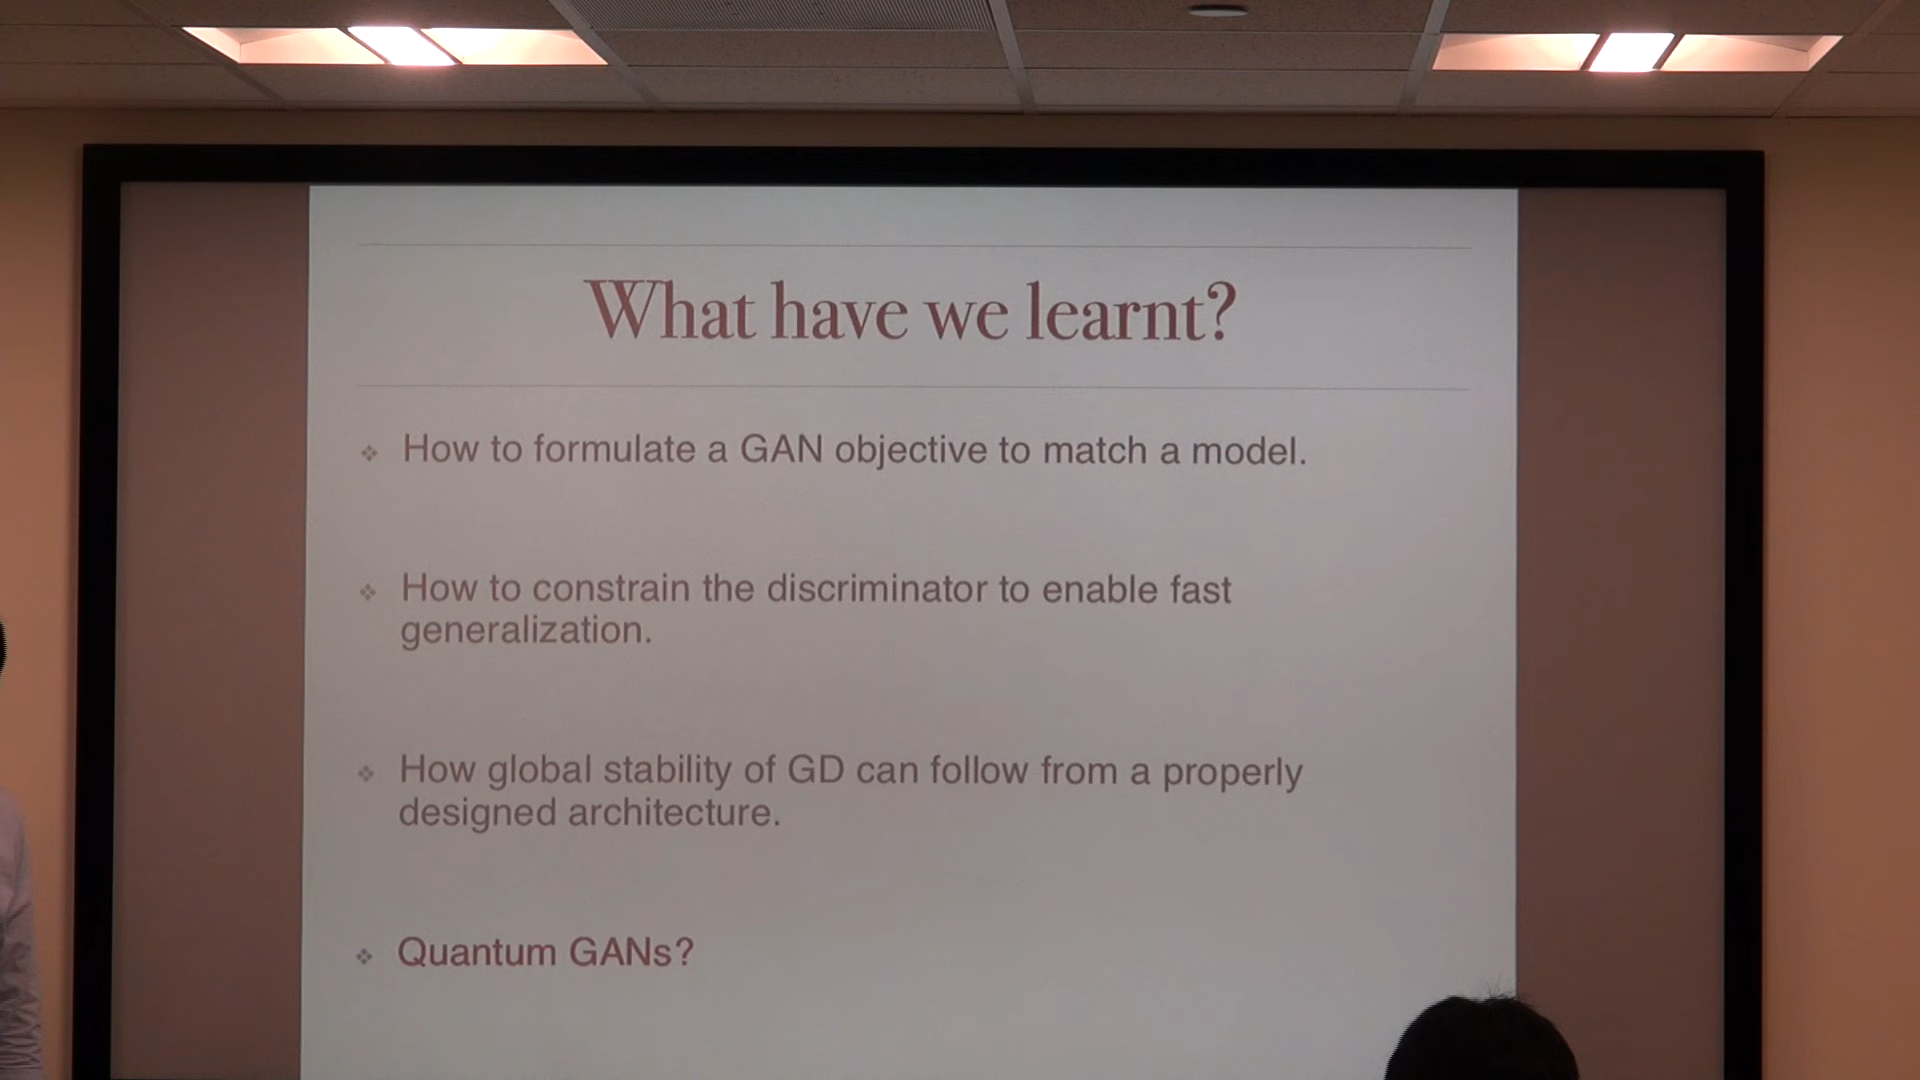 What have we learnt?
How to formulate a GAN objective to match a model.
How to constrain the discriminator to enable fast
generalization.
How global stability of GD can follow from a properly
designed architecture.
Quantum GANs?